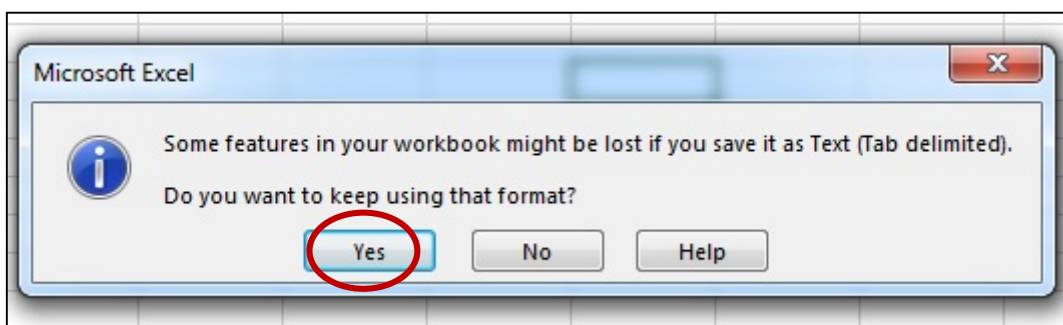 Microsoft Excel
Some features in your workbook might be lost if you save it as Text (Tab delimited).
Do you want to keep using that format?
Yes No Help